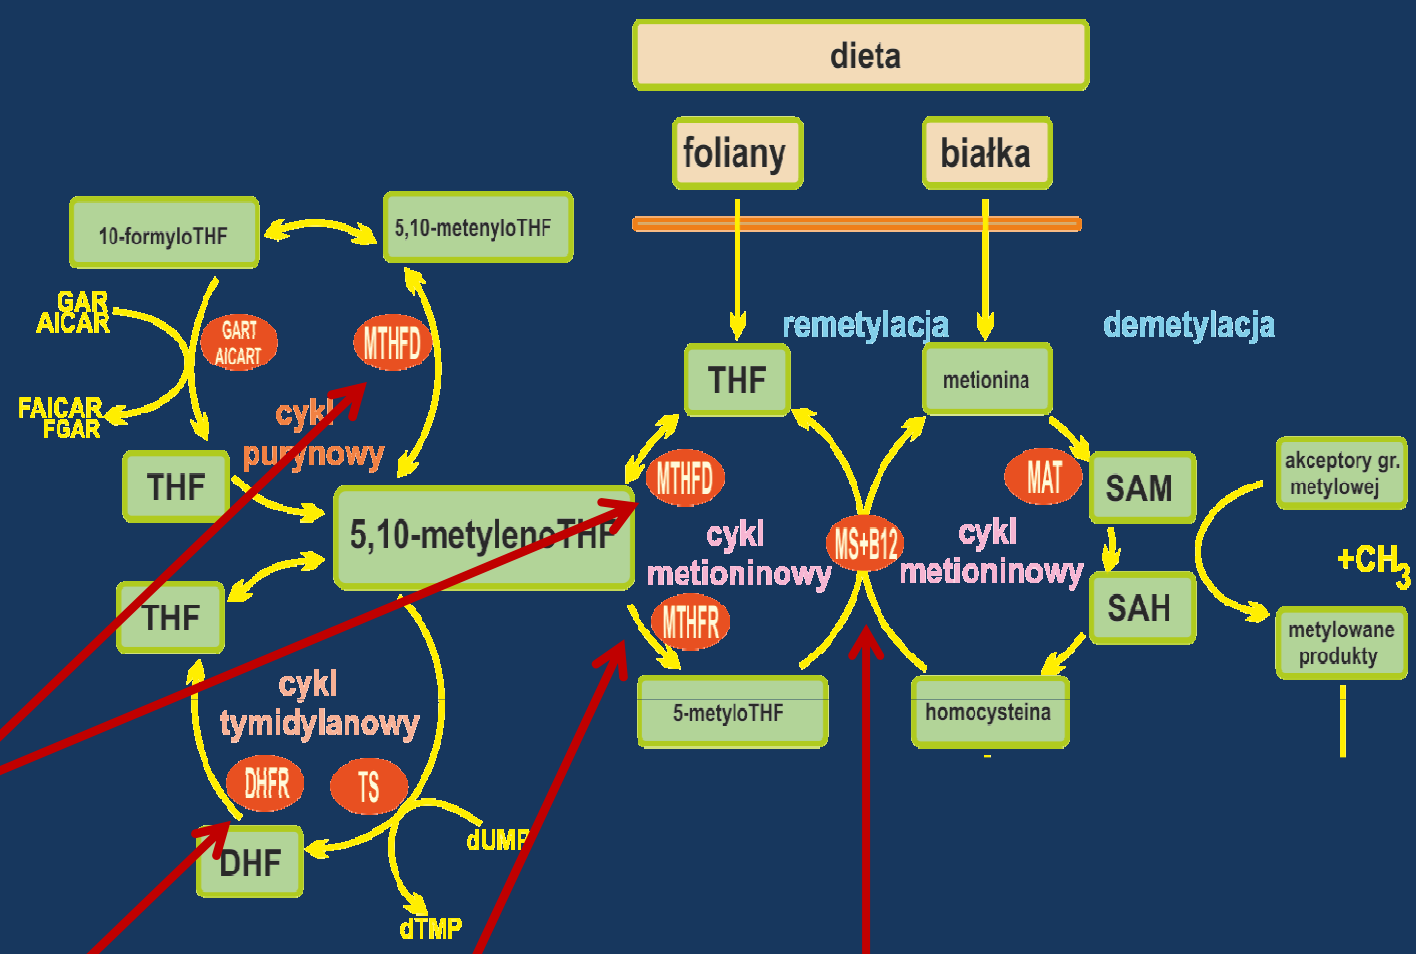 dieta
foliany
białka
10-formyloTHF
5,10-metenyloTHF
GAR
AICAR
GART
AICART
MTHFD
FAICAR
FGAR
cykl
purynowy
remetylacja
demetylacja
THF
metionina
THF
MTHFD
MAT
SAM
akceptory gr.
metylowej
5,10-metylenoTHF
cykl
metioninowy
MS+B12
cykl
metioninowy
+CH3
THF
MTHFR
SAH
metylowane
produkty
cykl
tymidylanowy
5-metyloTHF
homocysteina
DHFR
TS
dUMP
DHF
dTMP